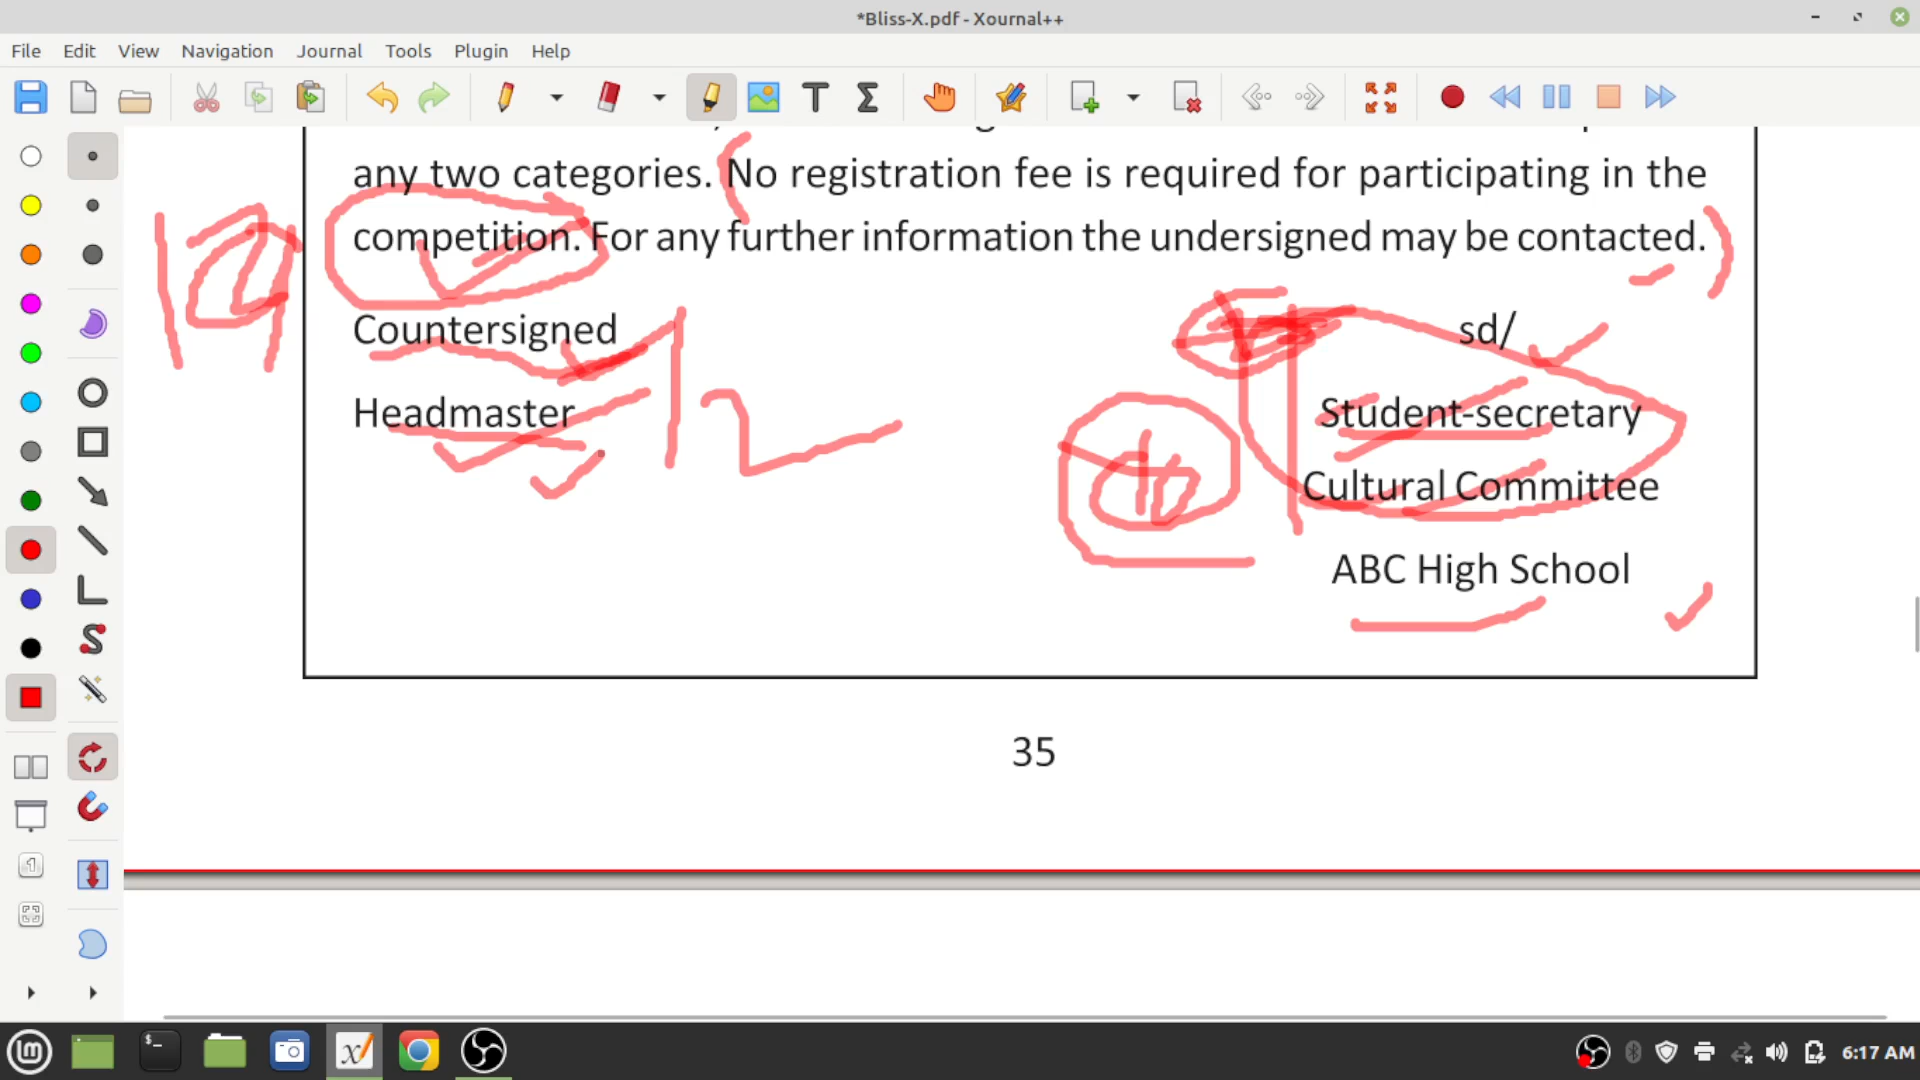 *Bliss-X.pdf - Xournal++
File Edit View Navigation Journal Tools Plugin Help
any two categories. No registration fee is required for participating in the
competition. For any further information the undersigned may be contacted.
Countersigned sd/
Headmaster Student-secretary
Cultural Committee
ABC High School
35
6:17 AM